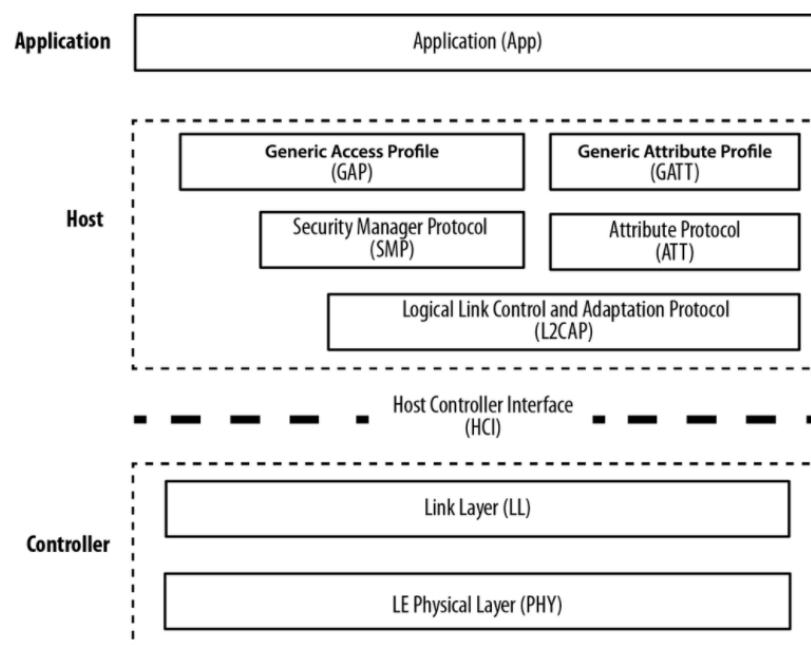 Application
Application (App)
Host
Generic Access Profile
(GAP)
Generic Attribute Profile
(GATT)
Security Manager Protocol
(SMP)
Attribute Protocol
(ATT)
Logical Link Control and Adaptation Protocol
(L2CAP)
Host Controller Interface
(HCI)
Controller
Link Layer (LL)
LE Physical Layer (PHY)